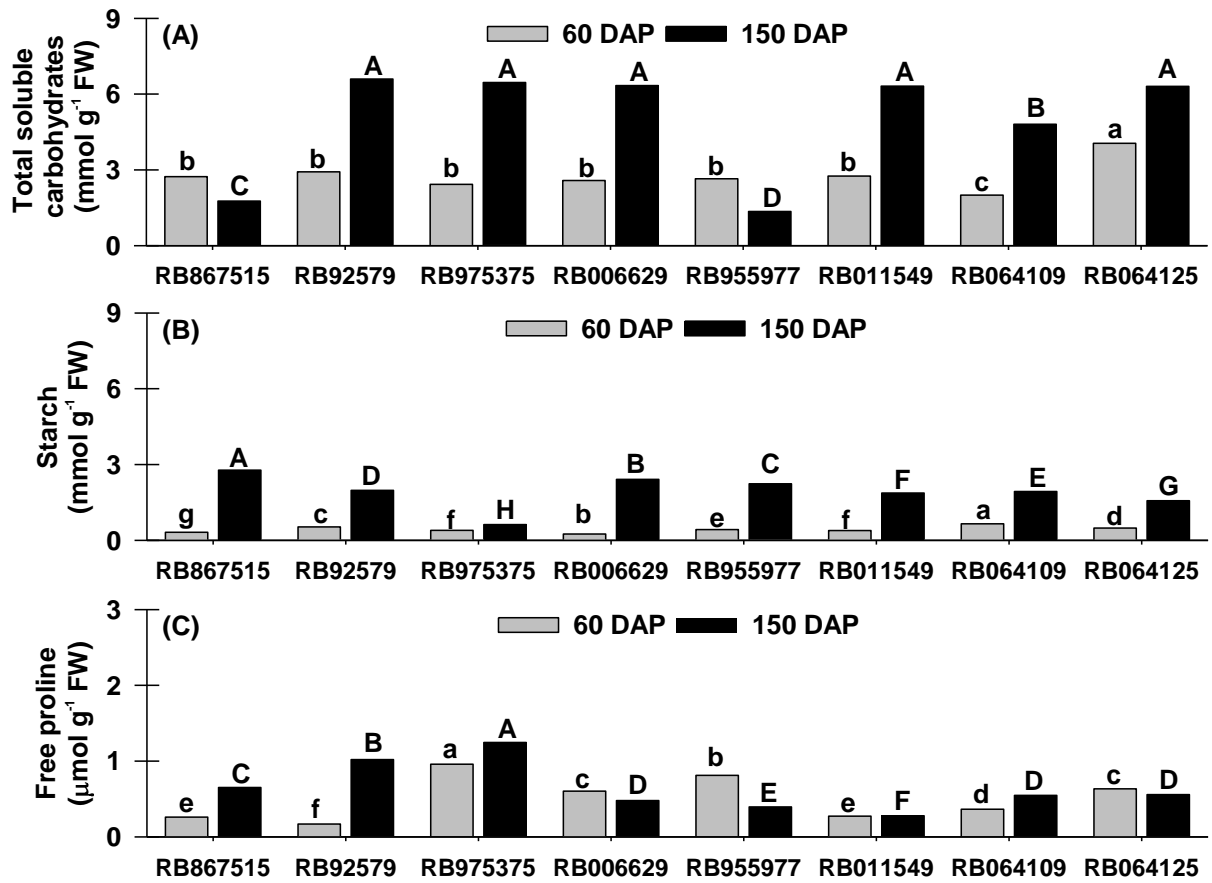 (A)
60 DAP 150 DAP
Total soluble
carbohydrates
(mmol g-1 FW)
9
6
3
0
b C b A b A b A b D b A c B a A
RB867515 RB92579 RB975375 RB006629 RB955977 RB011549 RB064109 RB064125
(B)
60 DAP 150 DAP
Starch
(mmol g-1 FW)
9
6
3
0
g A c D f H b B e C f F a E d G
RB867515 RB92579 RB975375 RB006629 RB955977 RB011549 RB064109 RB064125
(C)
60 DAP 150 DAP
Free proline
(µmol g-1 FW)
3
2
1
0
e C f B a A c D b E e F d D c D
RB867515 RB92579 RB975375 RB006629 RB955977 RB011549 RB064109 RB064125